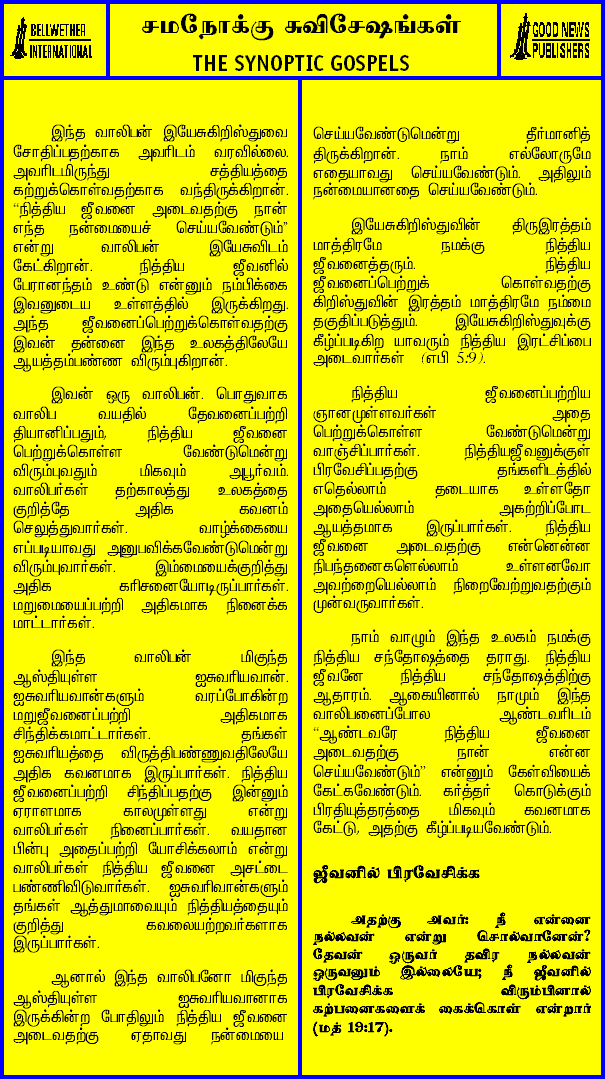 BELLWETHER
INTERNATIONAL
சமநோக்கு சுவிசேஷங்கள்
THE SYNOPTIC GOSPELS
GOOD NEWS
PUBLISHERS
இந்த வாலிபன் இயேசுகிறிஸ்துவை
சோதிப்பதற்காக அவரிடம் வரவில்லை.
அவரிடமிருந்து சத்தியத்தை
கற்றுக்கொள்வதற்காக வந்திருக்கிறான்.
“நித்திய ஜீவனை அடைவதற்கு நான்
எந்த நன்மையைச் செய்யவேண்டும்”
என்று வாலிபன் இயேசுவிடம்
கேட்கிறான். நித்திய ஜீவனில்
பேரானந்தம் உண்டு என்னும் நம்பிக்கை
இவனுடைய உள்ளத்தில் இருக்கிறது.
அந்த ஜீவனைப்பெற்றுக்கொள்வதற்கு
இவன் தன்னை இந்த உலகத்திலேயே
ஆயத்தம்பண்ண விரும்புகிறான்.
இவன் ஒரு வாலிபன். பொதுவாக
வாலிப வயதில் தேவனைப்பற்றி
தியானிப்பதும், நித்திய ஜீவனை
பெற்றுக்கொள்ள வேண்டுமென்று
விரும்புவதும் மிகவும் அபூர்வம்.
வாலிபர்கள் தற்காலத்து உலகத்தை
குறித்தே அதிக கவனம்
செலுத்துவார்கள். வாழ்க்கையை
எப்படியாவது அனுபவிக்கவேண்டுமென்று
விரும்புவார்கள். இம்மையைக்குறித்து
அதிக கரிசனையோடிருப்பார்கள்.
மறுமையைப்பற்றி அதிகமாக நினைக்க
மாட்டார்கள்.
இந்த வாலிபன் மிகுந்த
ஆஸ்தியுள்ள ஐசுவரியவான்.
ஐசுவரியவான்களும் வரப்போகின்ற
மறுஜீவனைப்பற்றி அதிகமாக
சிந்திக்கமாட்டார்கள். தங்கள்
ஐசுவரியத்தை விருத்திபண்ணுவதிலேயே
அதிக கவனமாக இருப்பார்கள். நித்திய
ஜீவனைப்பற்றி சிந்திப்பதற்கு இன்னும்
ஏராளமாக காலமுள்ளது என்று
வாலிபர்கள் நினைப்பார்கள். வயதான
பின்பு அதைப்பற்றி யோசிக்கலாம் என்று
வாலிபர்கள் நித்திய ஜீவனை அசட்டை
பண்ணிவிடுவார்கள். ஐசுவரிவான்களும்
தங்கள் ஆத்துமாவையும் நித்தியத்தையும்
குறித்து கவலையற்றவர்களாக
இருப்பார்கள்.
ஆனால் இந்த வாலிபனோ மிகுந்த
ஆஸ்தியுள்ள ஐசுவரியவானாக
இருக்கின்ற போதிலும் நித்திய ஜீவனை
அடைவதற்கு ஏதாவது நன்மையை
செய்யவேண்டுமென்று தீர்மானித்
திருக்கிறான். நாம் எல்லோருமே
எதையாவது செய்யவேண்டும். அதிலும்
நன்மையானதை செய்யவேண்டும்.
இயேசுகிறிஸ்துவின் திருஇரத்தம்
மாத்திரமே நமக்கு நித்திய
ஜீவனைத்தரும். நித்திய
ஜீவனைப்பெற்றுக் கொள்வதற்கு
கிறிஸ்துவின் இரத்தம் மாத்திரமே நம்மை
தகுதிப்படுத்தும். இயேசுகிறிஸ்துவுக்கு
கீழ்ப்படிகிற யாவரும் நித்திய இரட்சிப்பை
அடைவார்கள் (எபி 5:9).
நித்திய ஜீவனைப்பற்றிய
ஞானமுள்ளவர்கள் அதை
பெற்றுக்கொள்ள வேண்டுமென்று
வாஞ்சிப்பார்கள். நித்தியஜீவனுக்குள்
பிரவேசிப்பதற்கு தங்களிடத்தில்
எதெல்லாம் தடையாக உள்ளதோ
அதையெல்லாம் அகற்றிப்போட
ஆயத்தமாக இருப்பார்கள். நித்திய
ஜீவனை அடைவதற்கு என்னென்ன
நிபந்தனைகளெல்லாம் உள்ளனவோ
அவற்றையெல்லாம் நிறைவேற்றுவதற்கும்
முன்வருவார்கள்.
நாம் வாழும் இந்த உலகம் நமக்கு
நித்திய சந்தோஷத்தை தராது. நித்திய
ஜீவனே நித்திய சந்தோஷத்திற்கு
ஆதாரம். ஆகையினால் நாமும் இந்த
வாலிபனைப்போல ஆண்டவரிடம்
“ஆண்டவரே நித்திய ஜீவனை
அடைவதற்கு நான் என்ன
செய்யவேண்டும்” என்னும் கேள்வியைக்
கேட்கவேண்டும். கர்த்தர் கொடுக்கும்
பிரதியுத்தரத்தை மிகவும் கவனமாக
கேட்டு, அதற்கு கீழ்ப்படியவேண்டும்.
ஜீவனில் பிரவேசிக்க
அதற்கு அவர்: நீ என்னை
நல்லவன் என்று சொல்வானேன்?
தேவன் ஒருவர் தவிர நல்லவன்
ஒருவனும் இல்லையே; நீ ஜீவனில்
பிரவேசிக்க விரும்பினால்
கற்பனைகளைக் கைக்கொள் என்றார்
(மத் 19:17).